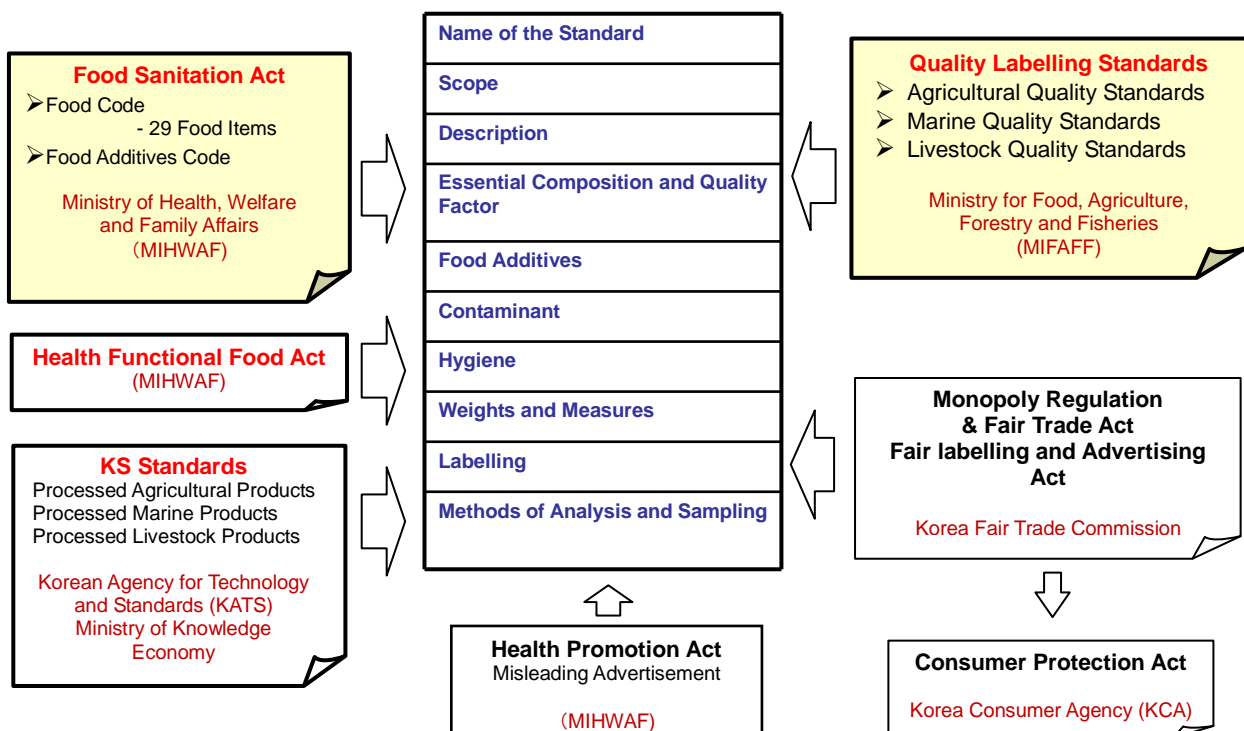 Food Sanitation Act
➢Food Code
- 29 Food Items
➢Food Additives Code
Ministry of Health, Welfare
and Family Affairs
(MIHWAF)
Health Functional Food Act
(MIHWAF)
KS Standards
Processed Agricultural Products
Processed Marine Products
Processed Livestock Products
Korean Agency for Technology
and Standards (KATS)
Ministry of Knowledge
Economy
Name of the Standard
Scope
Description
Essential Composition and Quality
Factor
Food Additives
Contaminant
Hygiene
Weights and Measures
Labelling
Methods of Analysis and Sampling
Health Promotion Act
Misleading Advertisement
(MIHWAF)
Quality Labelling Standards
➢ Agricultural Quality Standards
➢ Marine Quality Standards
➢ Livestock Quality Standards
Ministry for Food, Agriculture,
Forestry and Fisheries
(MIFAFF)
Monopoly Regulation
& Fair Trade Act
Fair labelling and Advertising
Act
Korea Fair Trade Commission
Consumer Protection Act
Korea Consumer Agency (KCA)